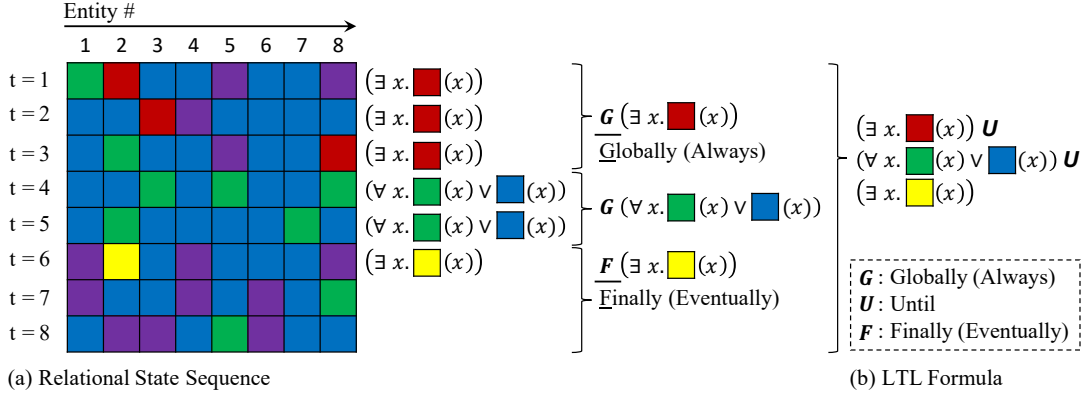 Entity #
1 2 3 4 5 6 7 8
t = 1
(∃ x. (x))
t = 2
(∃ x. (x))
t = 3
(∃ x. (x))
t = 4
(∀ x. (x) ∨ (x))
t = 5
(∀ x. (x) ∨ (x))
t = 6
(∃ x. (x))
t = 7
t = 8
G (∃ x. (x))
Globally (Always)
G (∀ x. (x) ∨ (x))
F (∃ x. (x))
Finally (Eventually)
(∃ x. (x)) U
(∀ x. (x) ∨ (x)) U
(∃ x. (x))
G : Globally (Always)
U : Until
F : Finally (Eventually)
(a) Relational State Sequence
(b) LTL Formula